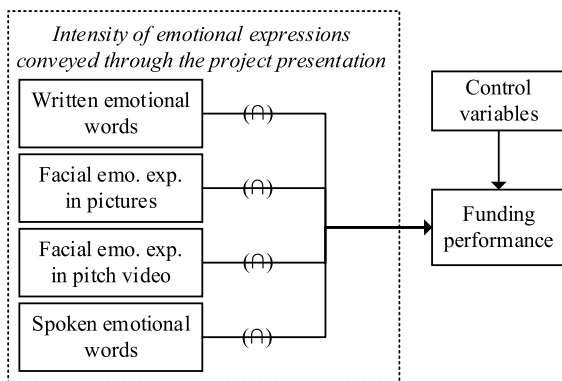 Intensity of emotional expressions
conveyed through the project presentation
Written emotional
words
(∩)
Facial emo. exp.
in pictures
(∩)
Facial emo. exp.
in pitch video
(∩)
Spoken emotional
words
(∩)
Control
variables
Funding
performance